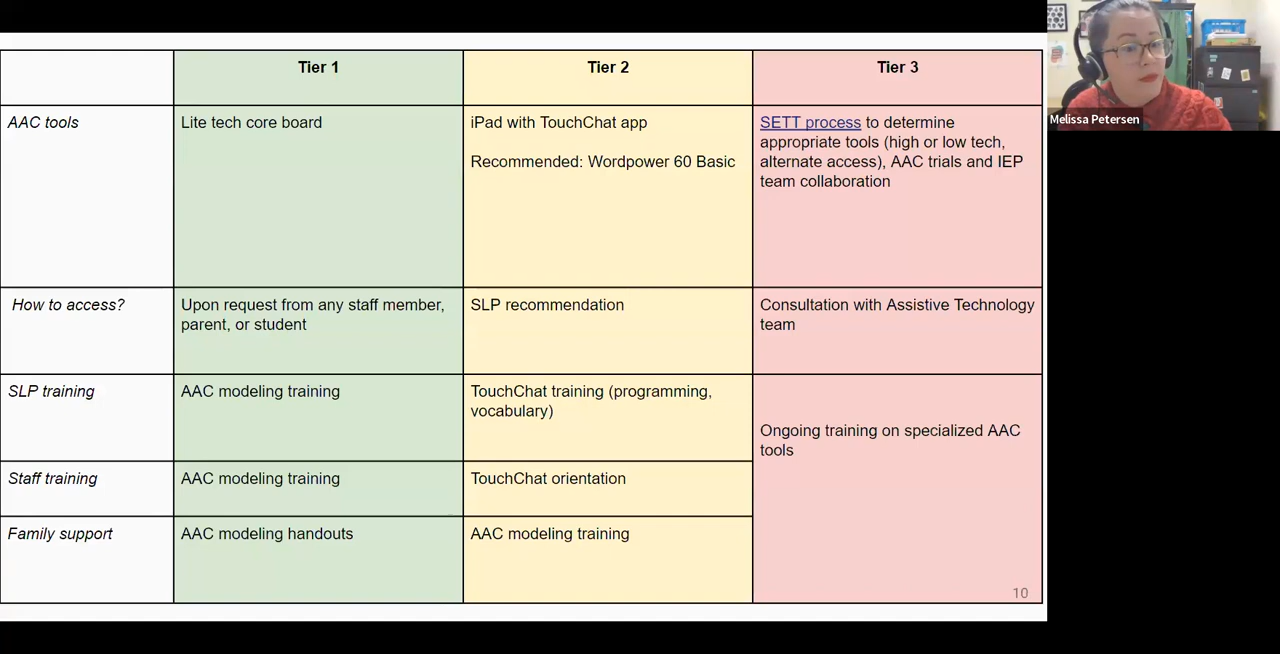 Tier 1
Tier 2
Tier 3
AAC tools
Lite tech core board
iPad with TouchChat app
Recommended: Wordpower 60 Basic
SETT process to determine
appropriate tools (high or low tech,
alternate access), AAC trials and IEP
team collaboration
How to access?
Upon request from any staff member,
parent, or student
SLP recommendation
Consultation with Assistive Technology
team
SLP training
AAC modeling training
TouchChat training (programming,
vocabulary)
Ongoing training on specialized AAC
tools
Staff training
AAC modeling training
TouchChat orientation
Family support
AAC modeling handouts
AAC modeling training
10
Melissa Petersen